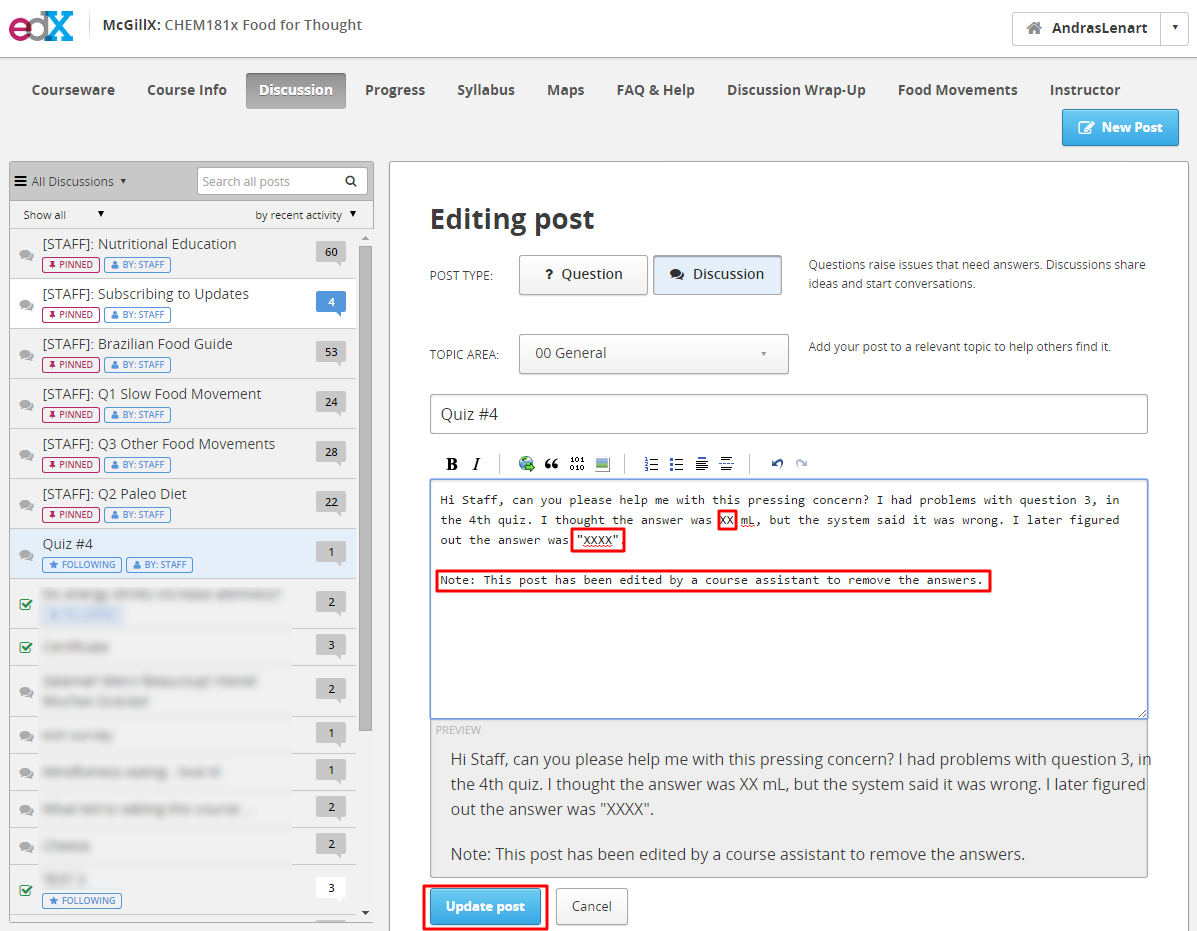 edX McGillX: CHEM181x Food for Thought
AndrasLenart
Courseware Course Info Discussion Progress Syllabus Maps FAQ & Help Discussion Wrap-Up Food Movements Instructor
New Post
All Discussions
Search all posts
Show all by recent activity
[STAFF]: Nutritional Education 60
PINNED BY: STAFF
[STAFF]: Subscribing to Updates 4
PINNED BY: STAFF
[STAFF]: Brazilian Food Guide 53
PINNED BY: STAFF
[STAFF]: Q1 Slow Food Movement 24
PINNED BY: STAFF
[STAFF]: Q3 Other Food Movements 28
PINNED BY: STAFF
[STAFF]: Q2 Paleo Diet 22
PINNED BY: STAFF
Quiz #4 1
FOLLOWING BY: STAFF
2
3
2
1
1
2
2
3
FOLLOWING
Editing post
POST TYPE: ? Question Discussion
Questions raise issues that need answers. Discussions share
ideas and start conversations.
TOPIC AREA: 00 General Add your post to a relevant topic to help others find it.
Quiz #4
B I 101 010
Hi Staff, can you please help me with this pressing concern? I had problems with question 3, in
the 4th quiz. I thought the answer was XX mL, but the system said it was wrong. I later figured
out the answer was "XXXX".
Note: This post has been edited by a course assistant to remove the answers.
PREVIEW
Hi Staff, can you please help me with this pressing concern? I had problems with question 3, in
the 4th quiz. I thought the answer was XX mL, but the system said it was wrong. I later figured
out the answer was "XXXX".
Note: This post has been edited by a course assistant to remove the answers.
Update post Cancel